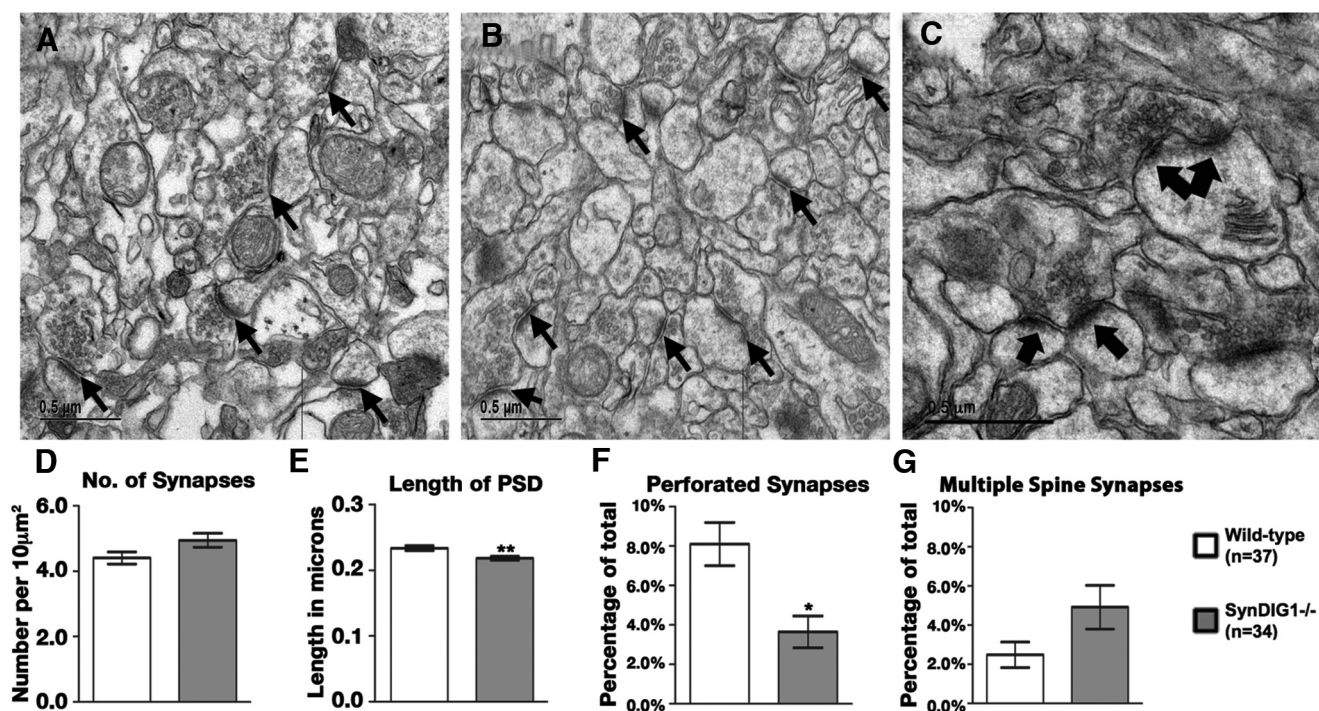 A
B
C
0.5 µm
0.5 µm
0.5 µm
D
No. of Synapses
Number per 10µm²
6.0
4.0
2.0
0.0
E
Length of PSD
Length in microns
0.3
0.2
0.1
0.0
**
F
Perforated Synapses
Percentage of total
10%
8.0%
6.0%
4.0%
2.0%
0.0%
*
G
Multiple Spine Synapses
Percentage of total
10%
8.0%
6.0%
4.0%
2.0%
0.0%
Wild-type
(n=37)
SynDIG1-/-
(n=34)